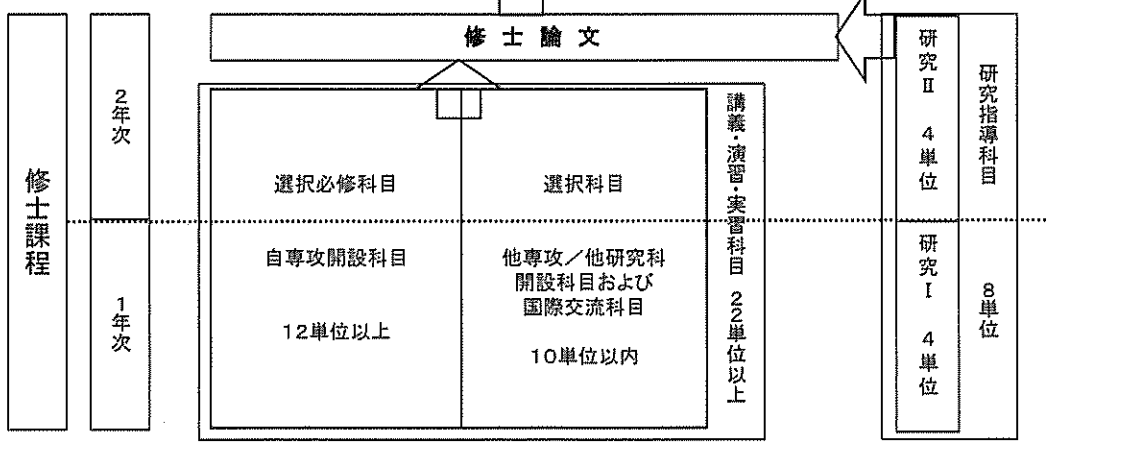 修士課程
2年次
1年次
修士論文
選択必修科目
自専攻開設科目
12単位以上
選択科目
他専攻／他研究科
開設科目および
国際交流科目
10単位以内
講義・演習・実習科目 22単位以上
研究Ⅱ 4単位
研究Ⅰ 4単位
研究指導科目 8単位